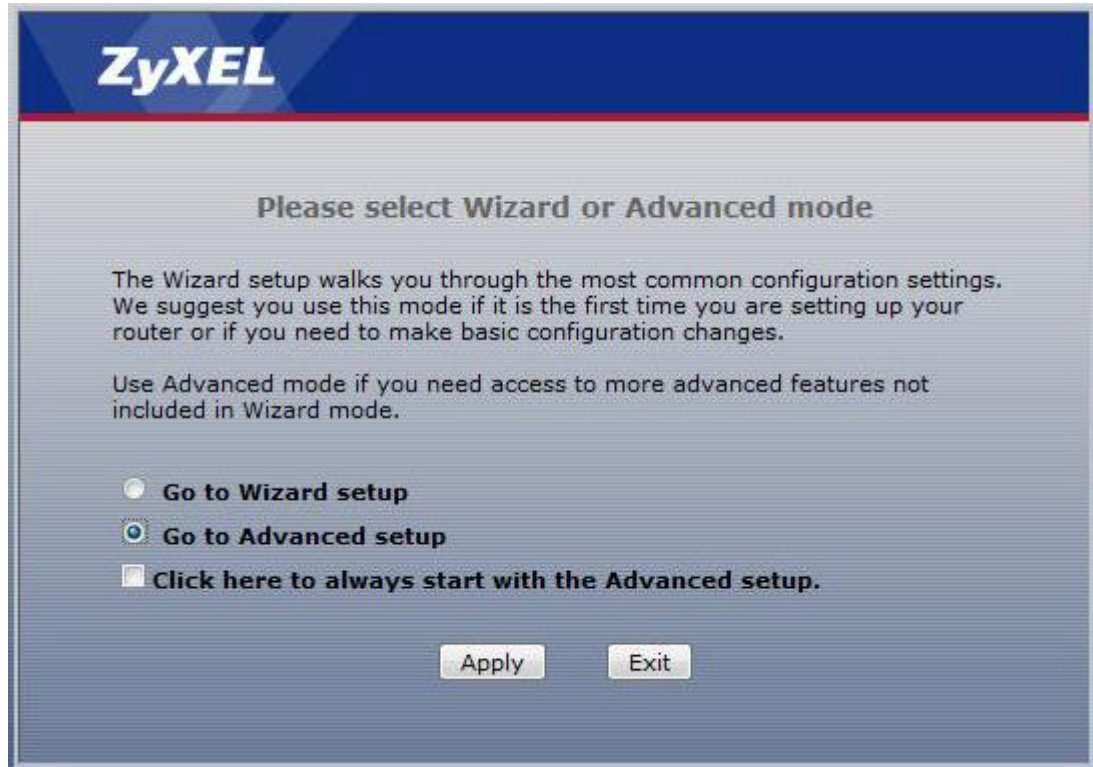 ZyXEL
Please select Wizard or Advanced mode
The Wizard setup walks you through the most common configuration settings.
We suggest you use this mode if it is the first time you are setting up your
router or if you need to make basic configuration changes.
Use Advanced mode if you need access to more advanced features not
included in Wizard mode.
Go to Wizard setup
Go to Advanced setup
Click here to always start with the Advanced setup.
Apply Exit